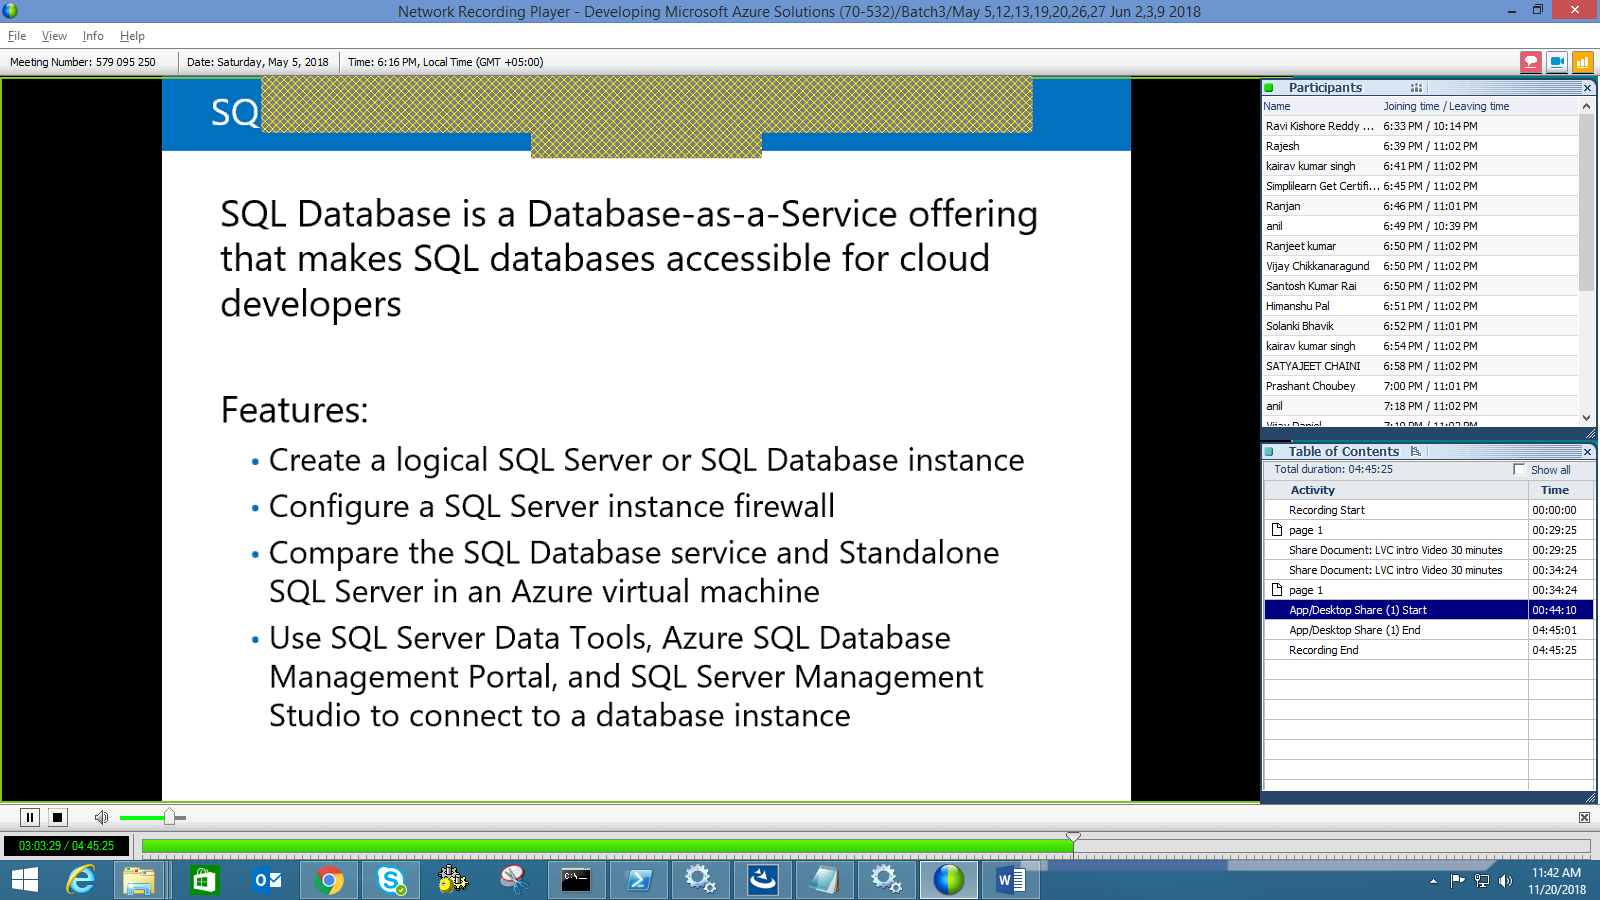 Network Recording Player - Developing Microsoft Azure Solutions (70-532)/Batch3/May 5,12,13,19,20,26,27 Jun 2,3,9 2018
File View Info Help
Meeting Number: 579 095 250 Date: Saturday, May 5, 2018 Time: 6:16 PM, Local Time (GMT +05:00)
SQ
SQL Database is a Database-as-a-Service offering
that makes SQL databases accessible for cloud
developers
Features:
• Create a logical SQL Server or SQL Database instance
• Configure a SQL Server instance firewall
• Compare the SQL Database service and Standalone
SQL Server in an Azure virtual machine
• Use SQL Server Data Tools, Azure SQL Database
Management Portal, and SQL Server Management
Studio to connect to a database instance
Participants
Name Joining time / Leaving time
Ravi Kishore Reddy ... 6:33 PM / 10:14 PM
Rajesh 6:39 PM / 11:02 PM
kairav kumar singh 6:41 PM / 11:02 PM
Simplilearn Get Certifi... 6:45 PM / 11:02 PM
Ranjan 6:46 PM / 11:01 PM
anil 6:49 PM / 10:39 PM
Ranjeet kumar 6:50 PM / 11:02 PM
Vijay Chikkanaragund 6:50 PM / 11:02 PM
Santosh Kumar Rai 6:50 PM / 11:02 PM
Himanshu Pal 6:51 PM / 11:02 PM
Solanki Bhavik 6:52 PM / 11:01 PM
kairav kumar singh 6:54 PM / 11:02 PM
SATYAJEET CHAINI 6:58 PM / 11:02 PM
Prashant Choubey 7:00 PM / 11:01 PM
anil 7:18 PM / 11:02 PM
Vijay Daniel 7:19 PM / 11:02 PM
Table of Contents
Total duration: 04:45:25 Show all
Activity Time
Recording Start 00:00:00
page 1 00:29:25
Share Document: LVC intro Video 30 minutes 00:29:25
Share Document: LVC intro Video 30 minutes 00:34:24
page 1 00:34:24
App/Desktop Share (1) Start 00:44:10
App/Desktop Share (1) End 04:45:01
Recording End 04:45:25
03:03:29 / 04:45:25
11:42 AM
11/20/2018